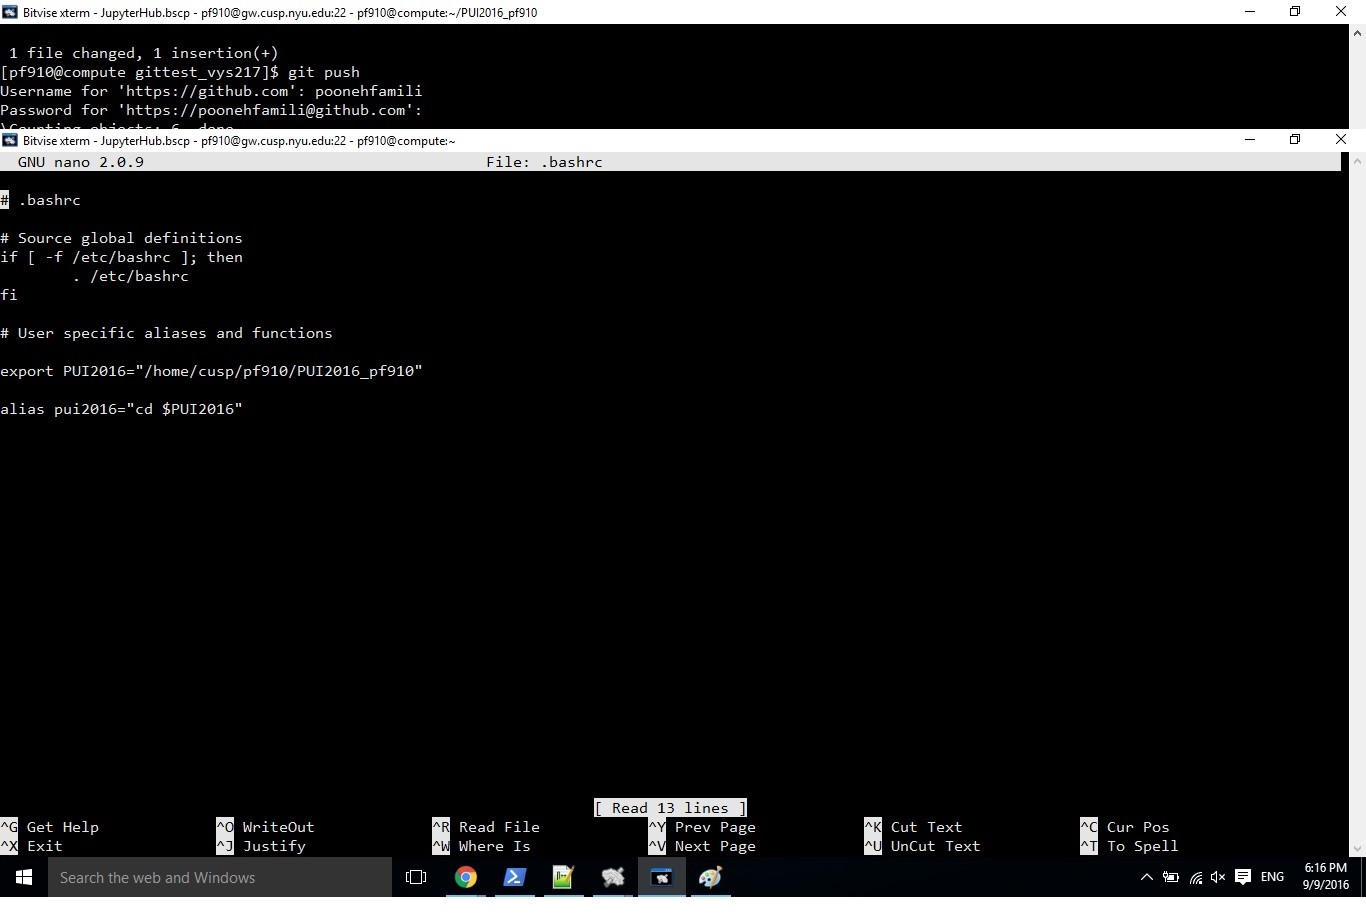 Bitvise xterm - JupyterHub.bscp - pf910@gw.cusp.nyu.edu:22 - pf910@compute:~/PUI2016_pf910
1 file changed, 1 insertion(+)
[pf910@compute gittest_vys217]$ git push
Username for 'https://github.com': poonehfamili
Password for 'https://poonehfamili@github.com':
\Counting objects: 6, done.
Bitvise xterm - JupyterHub.bscp - pf910@gw.cusp.nyu.edu:22 - pf910@compute:~
GNU nano 2.0.9 File: .bashrc
# .bashrc
# Source global definitions
if [ -f /etc/bashrc ]; then
. /etc/bashrc
fi
# User specific aliases and functions
export PUI2016="/home/cusp/pf910/PUI2016_pf910"
alias pui2016="cd $PUI2016"
[ Read 13 lines ]
^G Get Help ^O WriteOut ^R Read File ^Y Prev Page ^K Cut Text ^C Cur Pos
^X Exit ^J Justify ^W Where Is ^V Next Page ^U UnCut Text ^T To Spell
Search the web and Windows
ENG
6:16 PM
9/9/2016